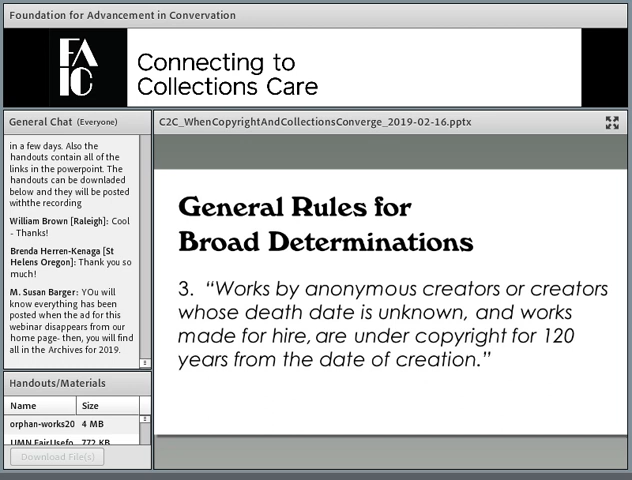 Foundation for Advancement in Convervation
FA
IC
Connecting to
Collections Care
General Chat (Everyone)
in a few days. Also the
handouts contain all of the
links in the powerpoint. The
handouts can be downladed
below and they will be posted
withthe recording
William Brown [Raleigh]: Cool
- Thanks!
Brenda Herren-Kenaga [St
Helens Oregon]: Thank you so
much!
M. Susan Barger: YOu will
know everything has been
posted when the ad for this
webinar disappears from our
home page- then, you will find
all in the Archives for 2019.
Handouts/Materials
Name Size
orphan-works20 4 MB
UMN FairUsefo 772 KB
Download File(s)
C2C_WhenCopyrightAndCollectionsConverge_2019-02-16.pptx
General Rules for
Broad Determinations
3. “Works by anonymous creators or creators
whose death date is unknown, and works
made for hire, are under copyright for 120
years from the date of creation.”